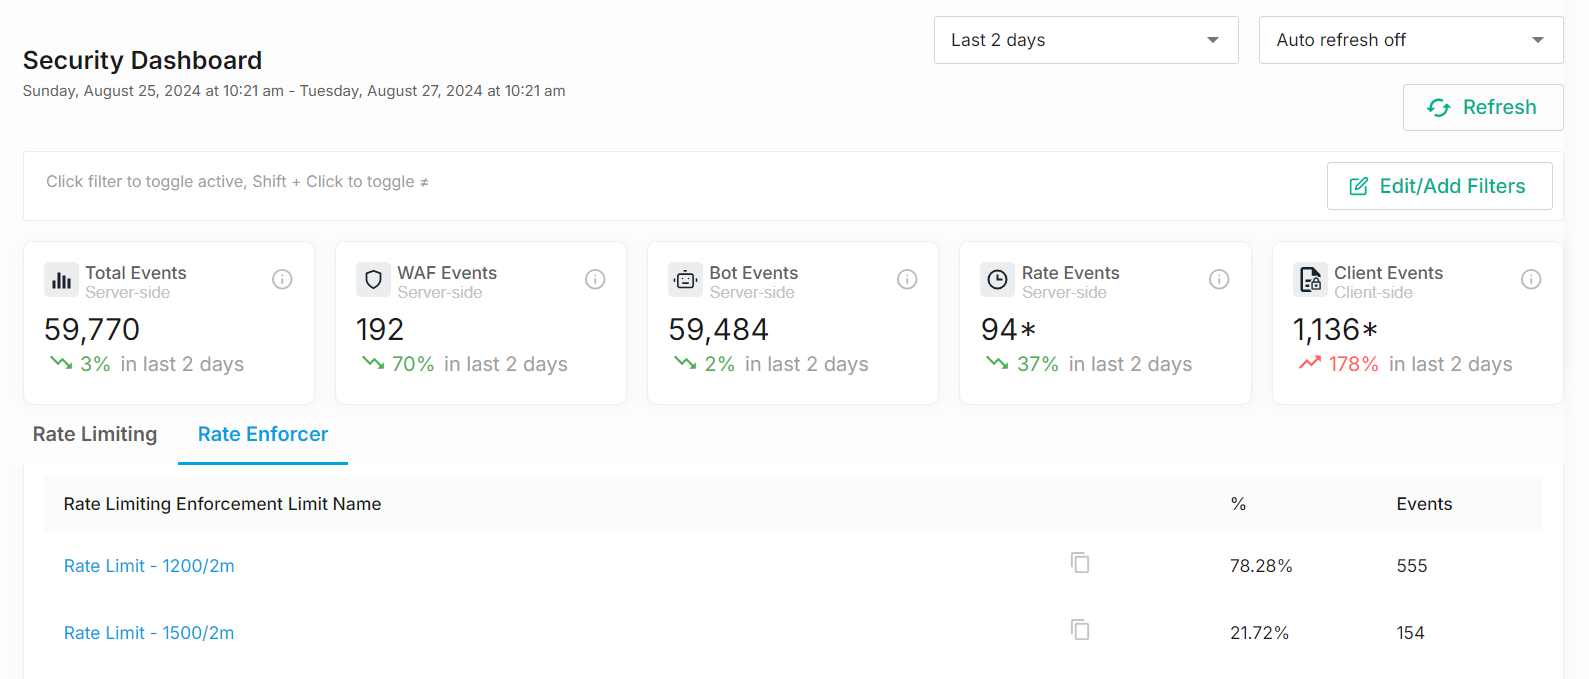 Last 2 days
Auto refresh off
Security Dashboard
Sunday, August 25, 2024 at 10:21 am - Tuesday, August 27, 2024 at 10:21 am
Refresh
Click filter to toggle active, Shift + Click to toggle ≠
Edit/Add Filters
Total Events
Server-side
59,770
3% in last 2 days
WAF Events
Server-side
192
70% in last 2 days
Bot Events
Server-side
59,484
2% in last 2 days
Rate Events
Server-side
94*
37% in last 2 days
Client Events
Client-side
1,136*
178% in last 2 days
Rate Limiting Rate Enforcer
Rate Limiting Enforcement Limit Name % Events
Rate Limit - 1200/2m 78.28% 555
Rate Limit - 1500/2m 21.72% 154